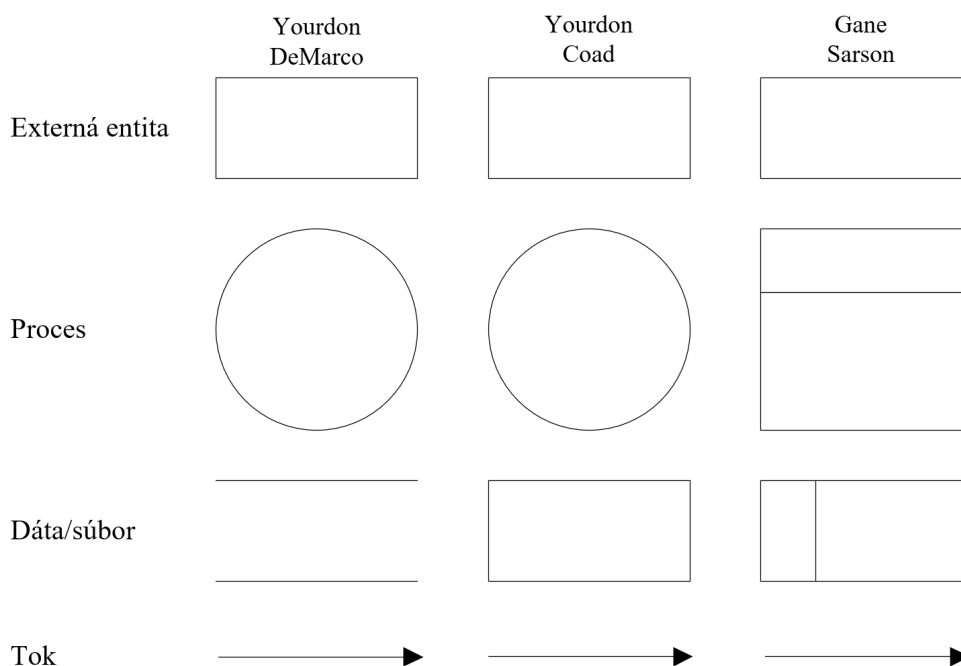 Yourdon
DeMarco
Yourdon
Coad
Gane
Sarson
Externá entita
Proces
Dáta/súbor
Tok